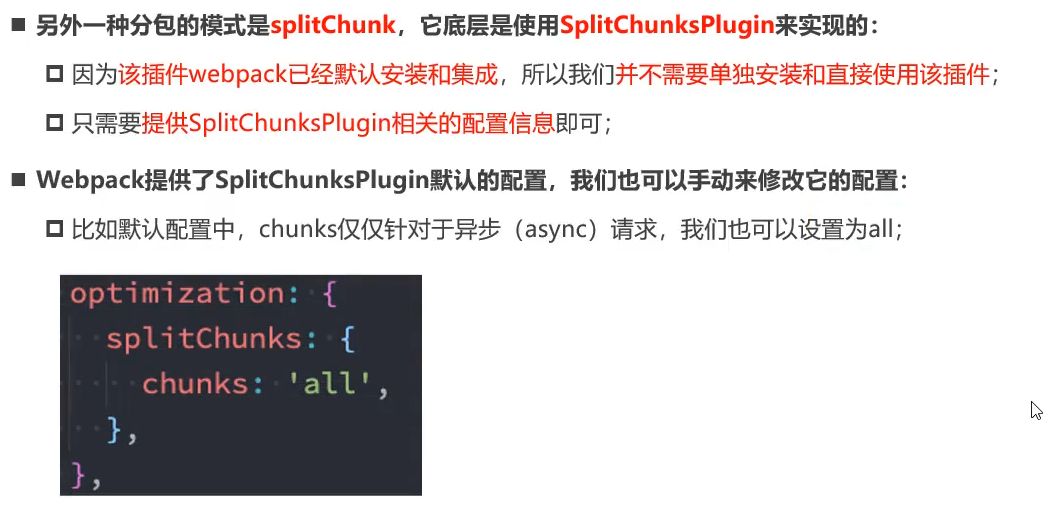 另外一种分包的模式是splitChunk，它底层是使用SplitChunksPlugin来实现的：
因为该插件webpack已经默认安装和集成，所以我们并不需要单独安装和直接使用该插件；
只需要提供SplitChunksPlugin相关的配置信息即可；
Webpack提供了SplitChunksPlugin默认的配置，我们也可以手动来修改它的配置：
比如默认配置中，chunks仅仅针对于异步（async）请求，我们也可以设置为all；
optimization: {
splitChunks: {
chunks: 'all',
},
},